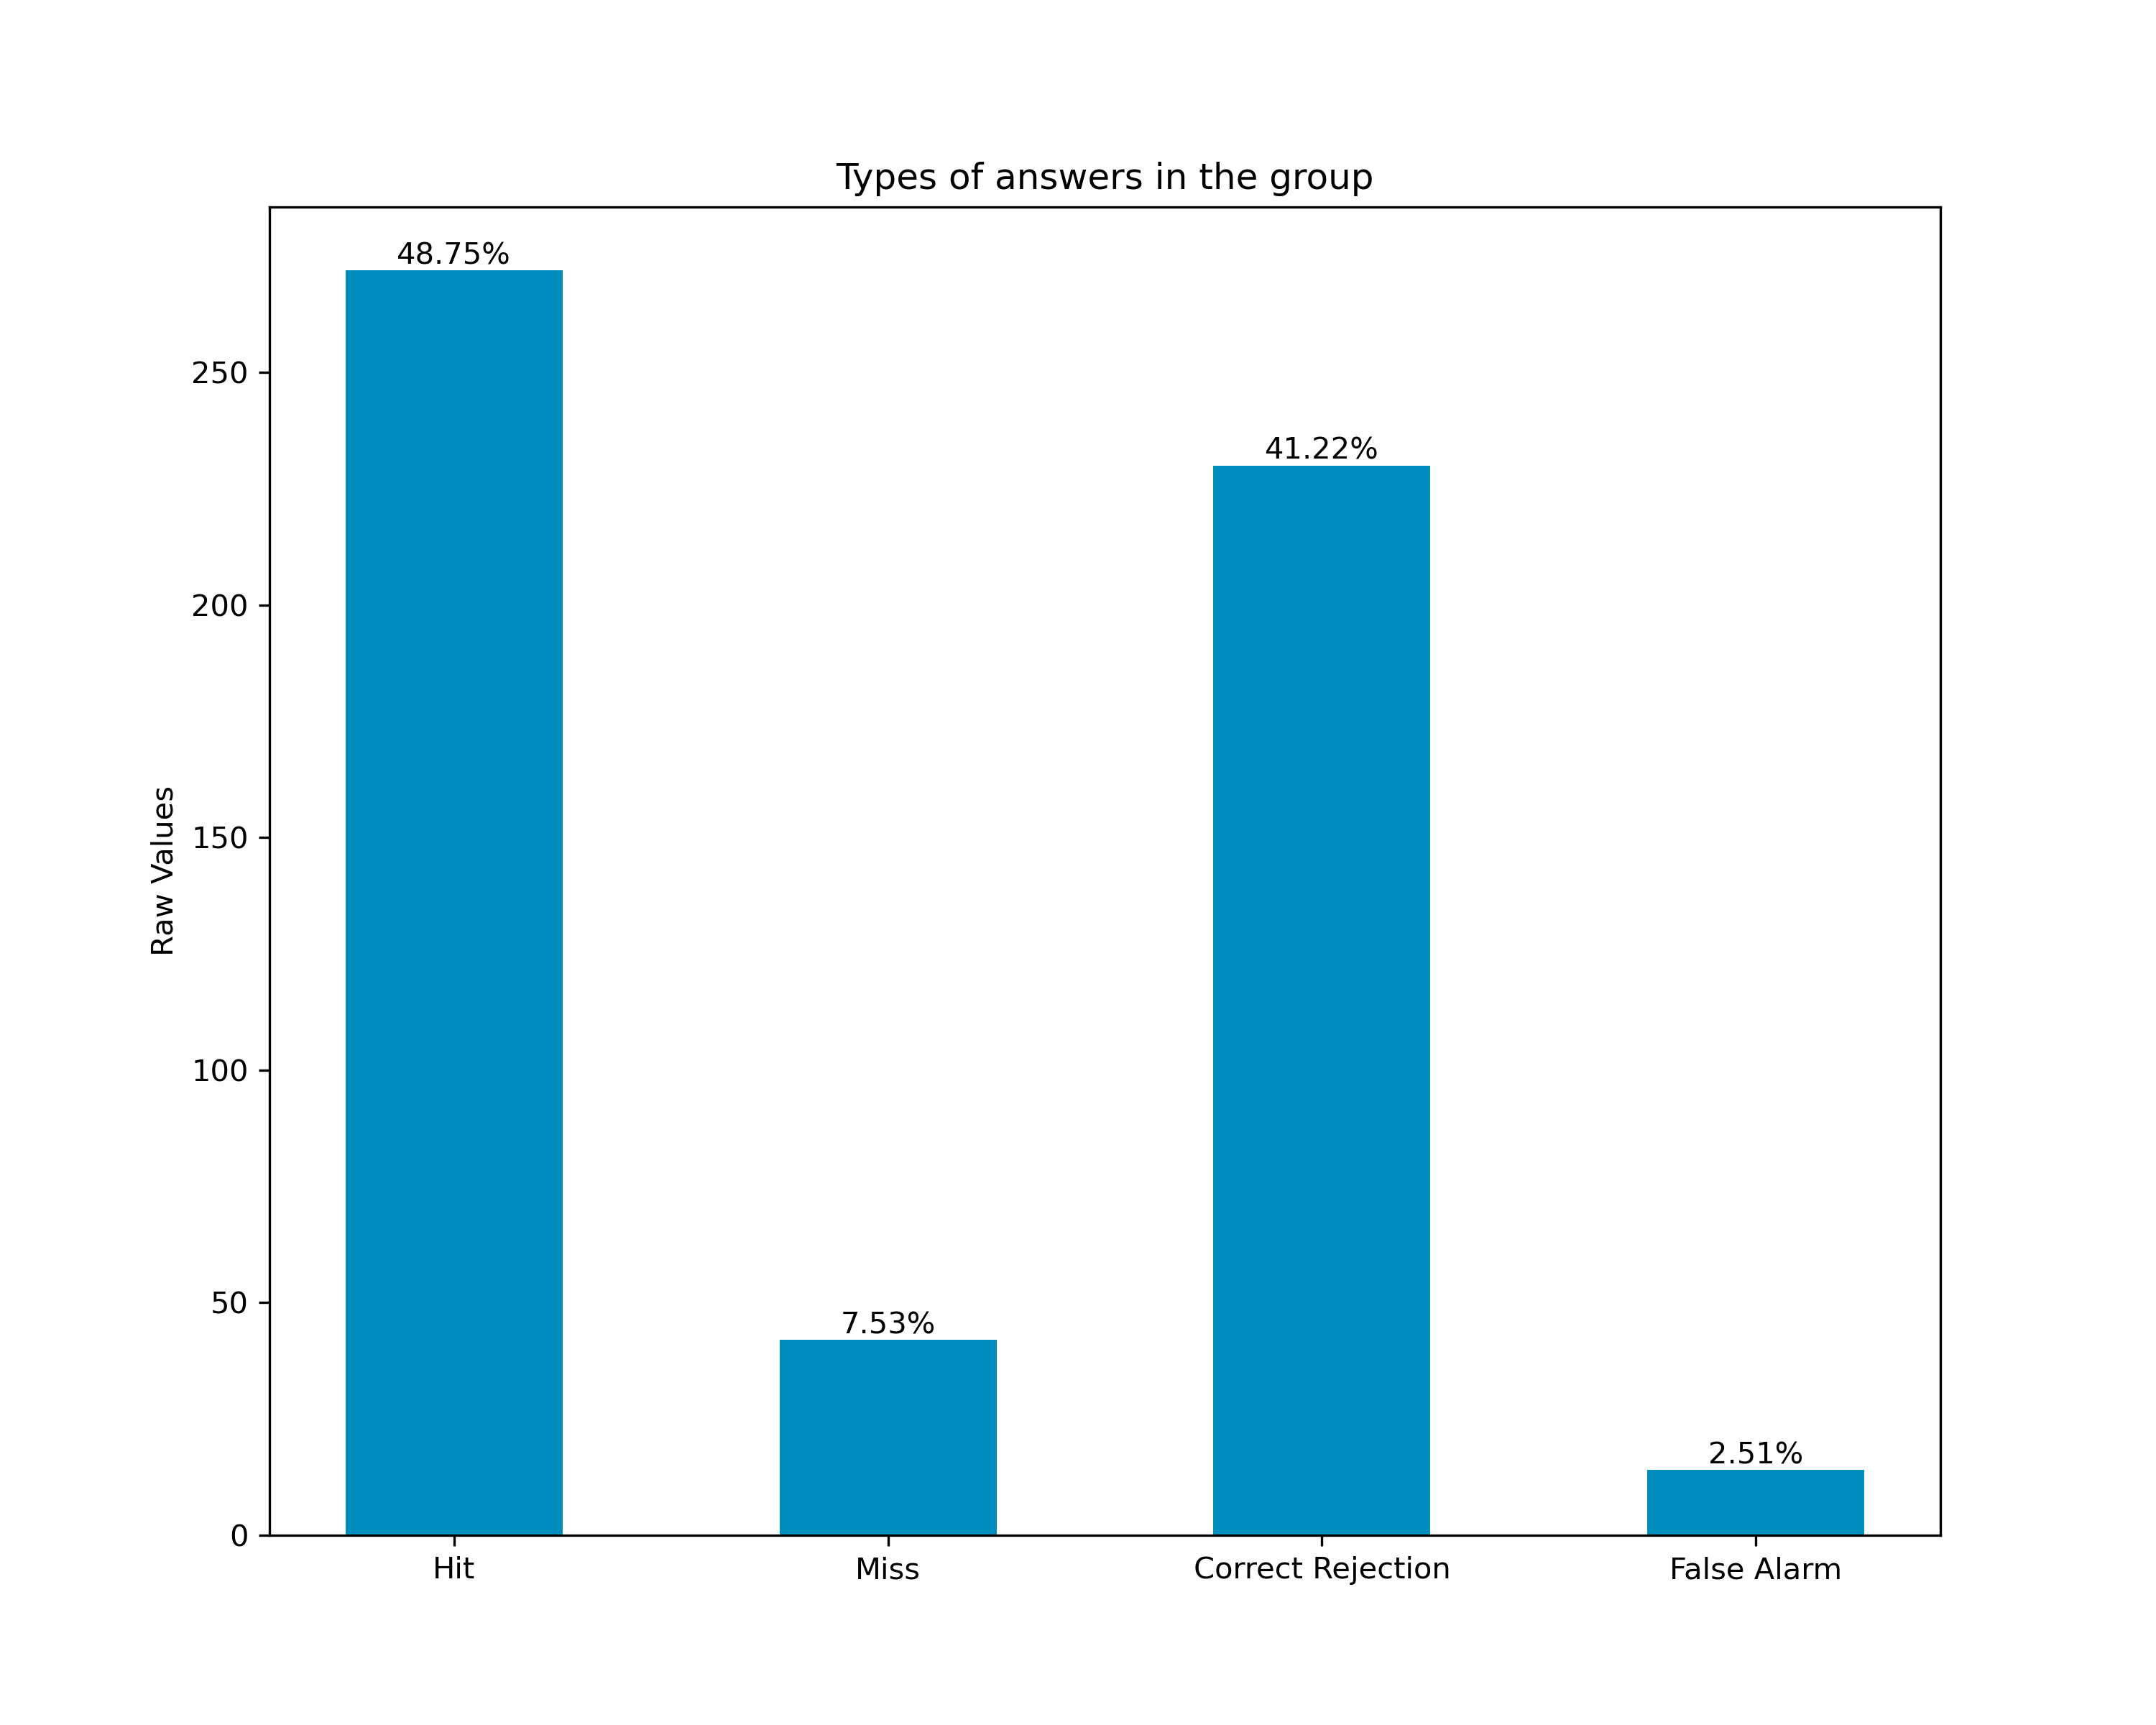 Types of answers in the group
48.75%
41.22%
7.53%
2.51%
Raw Values
250
200
150
100
50
0
Hit
Miss
Correct Rejection
False Alarm